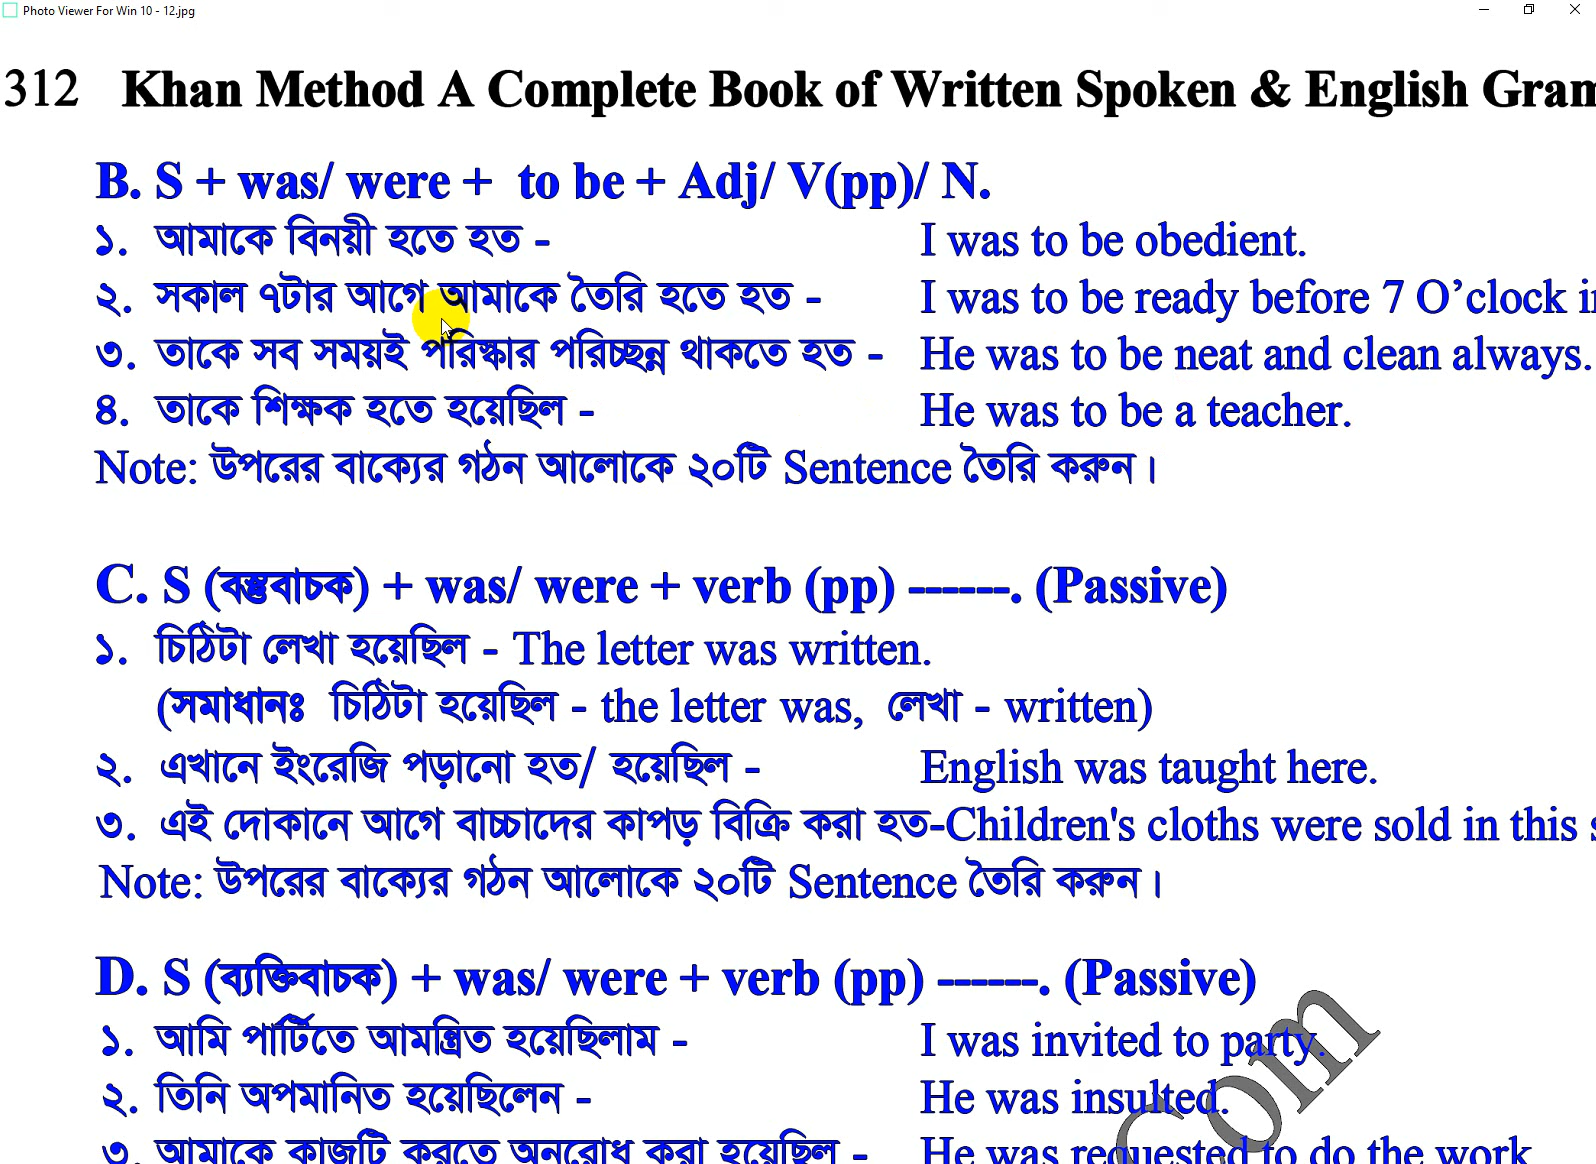 Photo Viewer For Win 10 - 12.jpg
312 Khan Method A Complete Book of Written Spoken & English Gram
B. S + was/ were + to be + Adj/ V(pp)/ N.
১. আমাকে বিনয়ী হতে হত - I was to be obedient.
২. সকাল ৭টার আগে আমাকে তৈরি হতে হত - I was to be ready before 7 O’clock i
৩. তাকে সব সময়ই পরিস্কার পরিচ্ছন্ন থাকতে হত - He was to be neat and clean always.
৪. তাকে শিক্ষক হতে হয়েছিল - He was to be a teacher.
Note: উপরের বাক্যের গঠন আলোকে ২০টি Sentence তৈরি করুন।
C. S (বস্তুবাচক) + was/ were + verb (pp) ------. (Passive)
১. চিঠিটা লেখা হয়েছিল - The letter was written.
(সমাধানঃ চিঠিটা হয়েছিল - the letter was, লেখা - written)
২. এখানে ইংরেজি পড়ানো হত/ হয়েছিল - English was taught here.
৩. এই দোকানে আগে বাচ্চাদের কাপড় বিক্রি করা হত-Children's cloths were sold in this s
Note: উপরের বাক্যের গঠন আলোকে ২০টি Sentence তৈরি করুন।
D. S (ব্যক্তিবাচক) + was/ were + verb (pp) ------. (Passive)
১. আমি পার্টিতে আমন্ত্রিত হয়েছিলাম - I was invited to party.
২. তিনি অপমানিত হয়েছিলেন - He was insulted.
৩. আমাকে কাজটি করতে অনুরোধ করা হয়েছিল - He was requested to do the work
Com